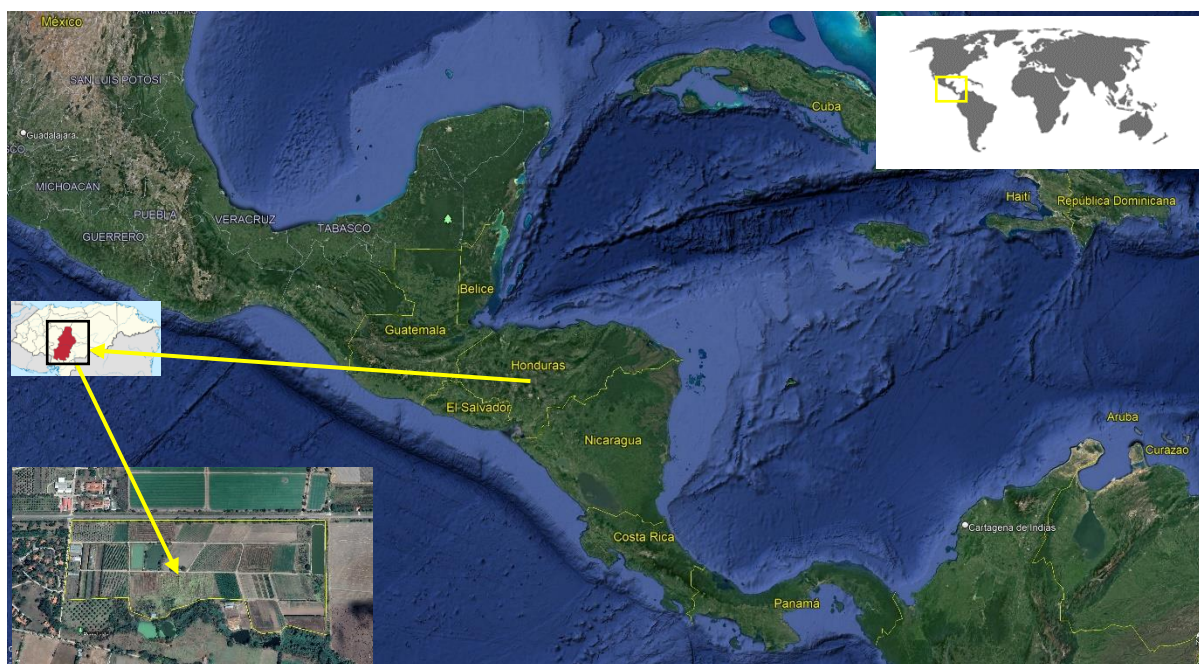 México
SAN LUIS POTOSÍ
Guadalajara
MICHOACAN
PUEBLA
VERACRUZ
GUERRERO
TABASCO
Cuba
Haití
República Dominicana
Belice
Guatemala
Honduras
El Salvador
Nicaragua
Aruba
Curazao
Costa Rica
Cartagena de Indias
Panamá